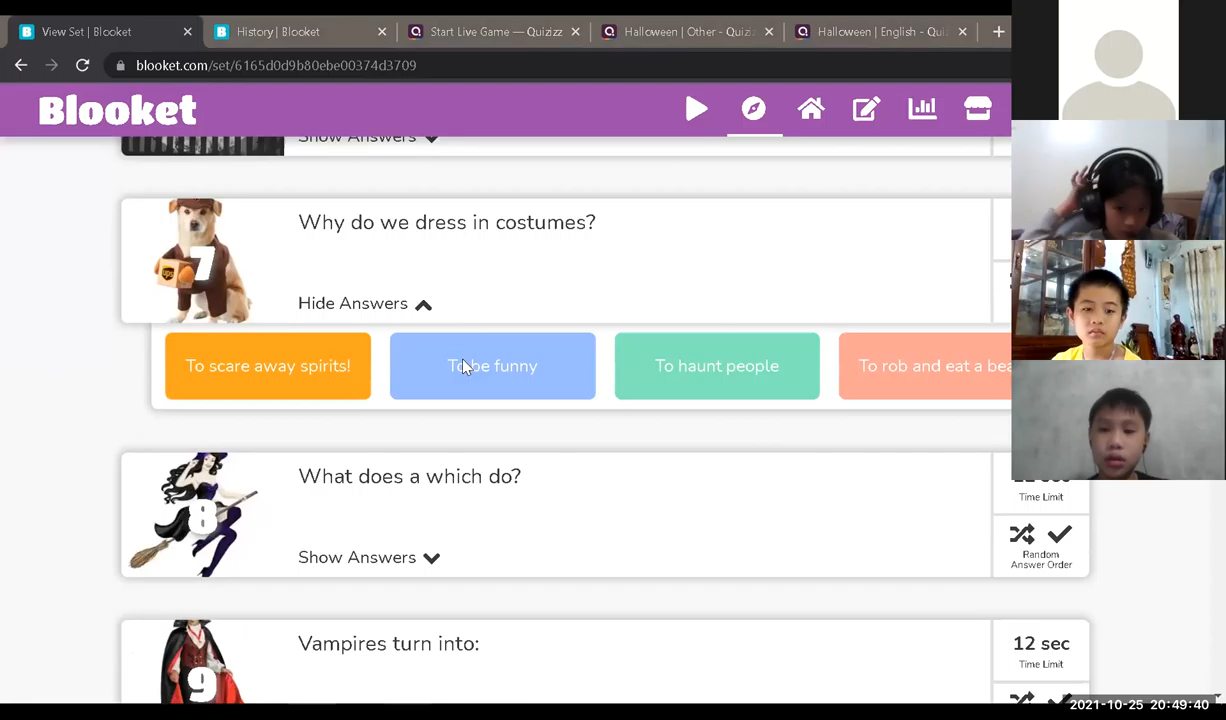 View Set | Blooket
History | Blooket
Start Live Game — Quizizz
Halloween | Other - Quizi
Halloween | English - Qui
blooket.com/set/6165d0d9b80ebe00374d3709
Blooket
Show Answers
7
ups
Why do we dress in costumes?
Hide Answers
To scare away spirits!
To be funny
To haunt people
To rob and eat a bea
8
What does a which do?
Show Answers
Time Limit
Random
Answer Order
9
Vampires turn into:
12 sec
Time Limit
2021-10-25 20:49:40